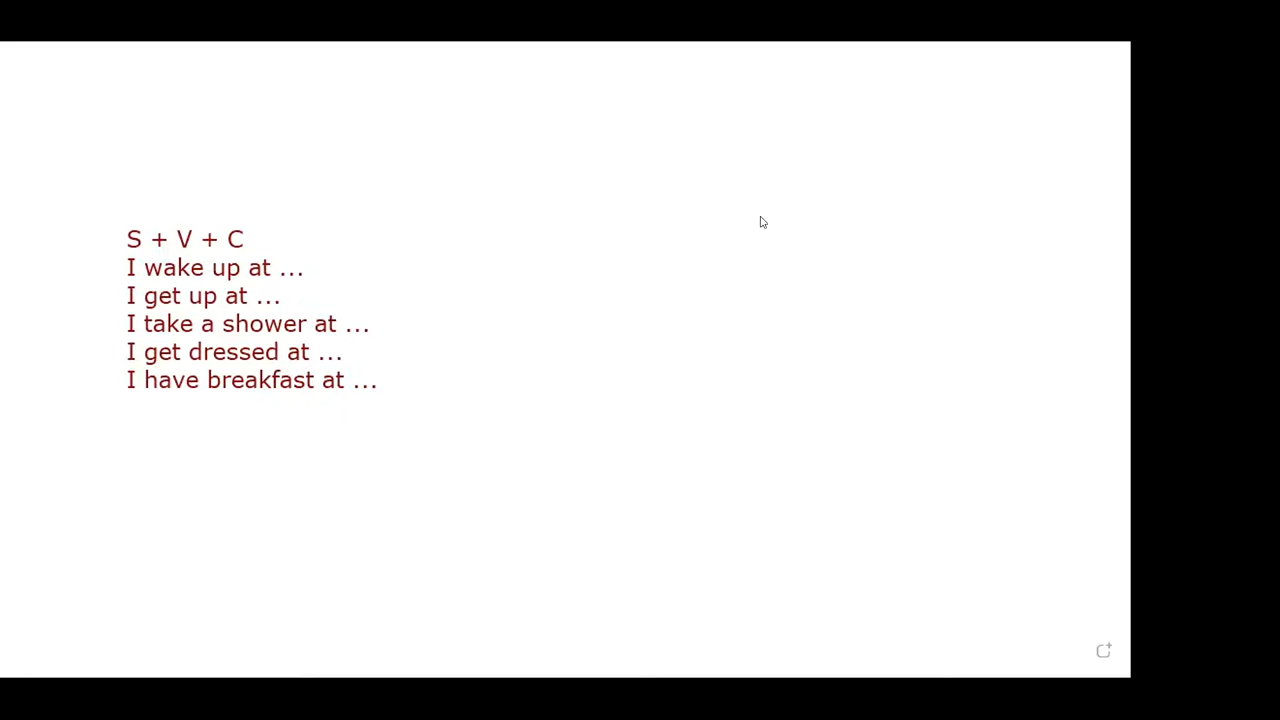 S + V + C
I wake up at …
I get up at …
I take a shower at …
I get dressed at …
I have breakfast at …